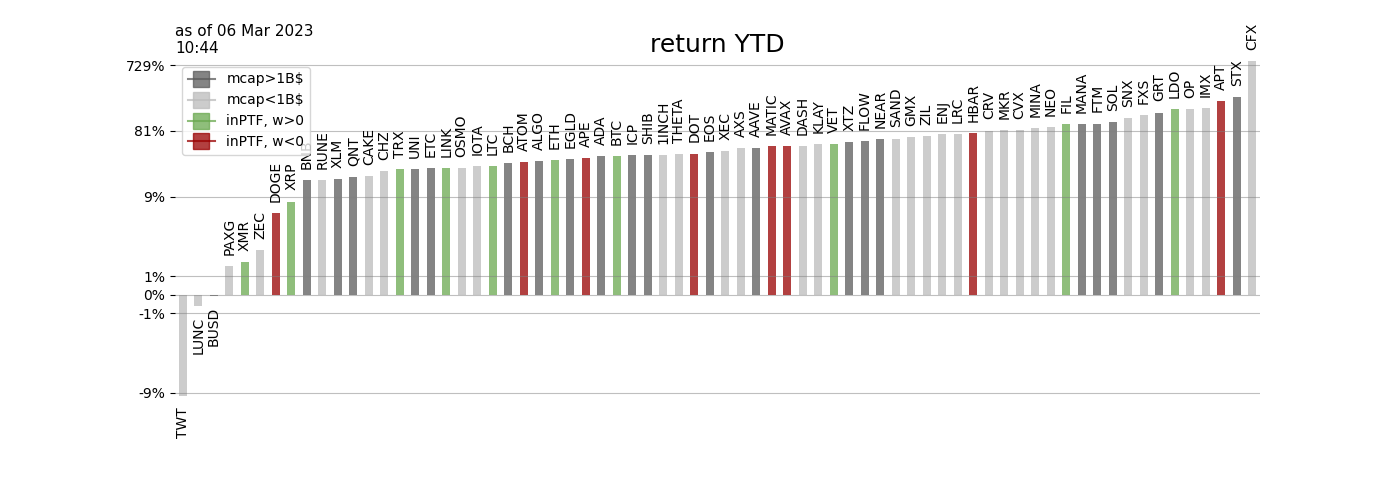 as of 06 Mar 2023
10:44
return YTD
729%
81%
9%
1%
0%
-1%
-9%
mcap>1B$
mcap<1B$
inPTF, w>0
inPTF, w<0
TWT
LUNC
BUSD
PAXG
XMR
ZEC
DOGE
XRP
BNB
RUNE
XLM
QNT
CAKE
CHZ
TRX
UNI
ETC
LINK
OSMO
IOTA
LTC
BCH
ATOM
ALGO
ETH
EGLD
APE
ADA
BTC
ICP
SHIB
1INCH
THETA
DOT
EOS
XEC
AXS
AAVE
MATIC
AVAX
DASH
KLAY
VET
XTZ
FLOW
NEAR
SAND
GMX
ZIL
ENJ
LRC
HBAR
CRV
MKR
CVX
MINA
NEO
FIL
MANA
FTM
SOL
SNX
FXS
GRT
LDO
OP
IMX
APT
STX
CFX